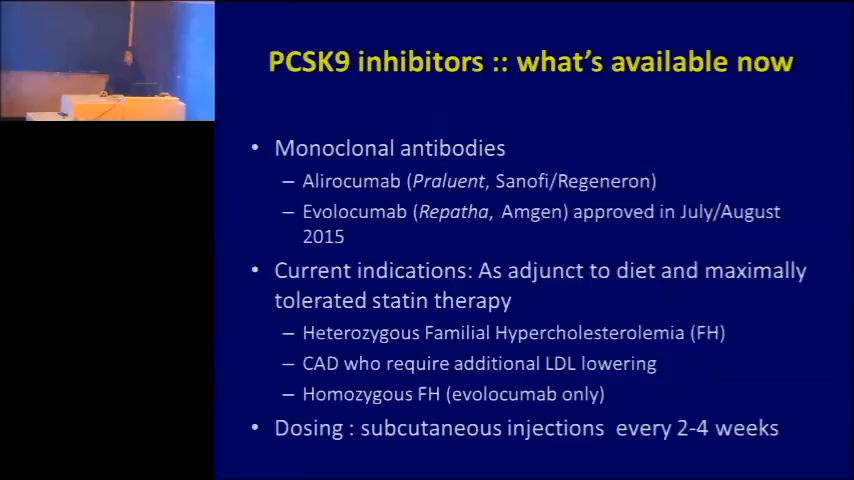 PCSK9 inhibitors :: what's available now
• Monoclonal antibodies
– Alirocumab (Praluent, Sanofi/Regeneron)
– Evolocumab (Repatha, Amgen) approved in July/August
2015
• Current indications: As adjunct to diet and maximally
tolerated statin therapy
– Heterozygous Familial Hypercholesterolemia (FH)
– CAD who require additional LDL lowering
– Homozygous FH (evolocumab only)
• Dosing : subcutaneous injections every 2-4 weeks